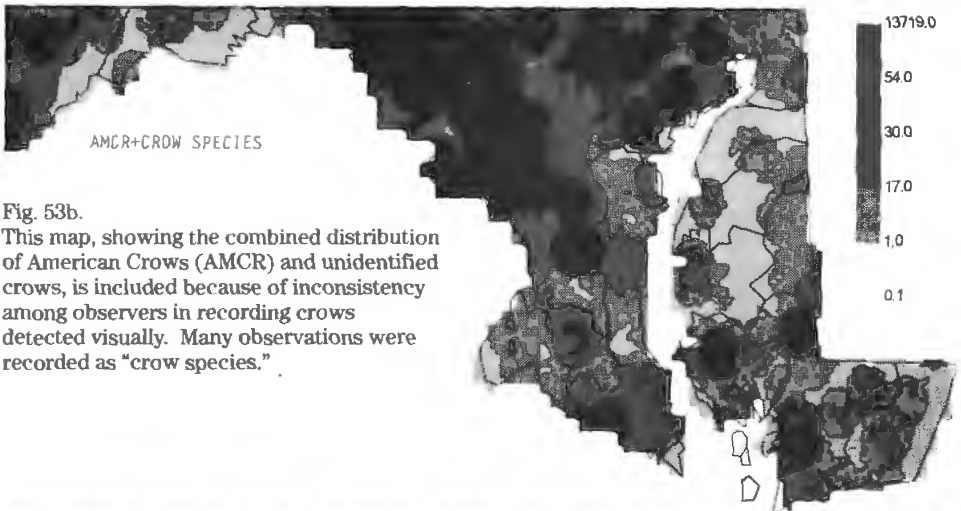 13719.0
54.0
30.0
17.0
1.0
0.1
AMCR+CROW SPECIES
Fig. 53b.
This map, showing the combined distribution
of American Crows (AMCR) and unidentified
crows, is included because of inconsistency
among observers in recording crows
detected visually. Many observations were
recorded as "crow species."